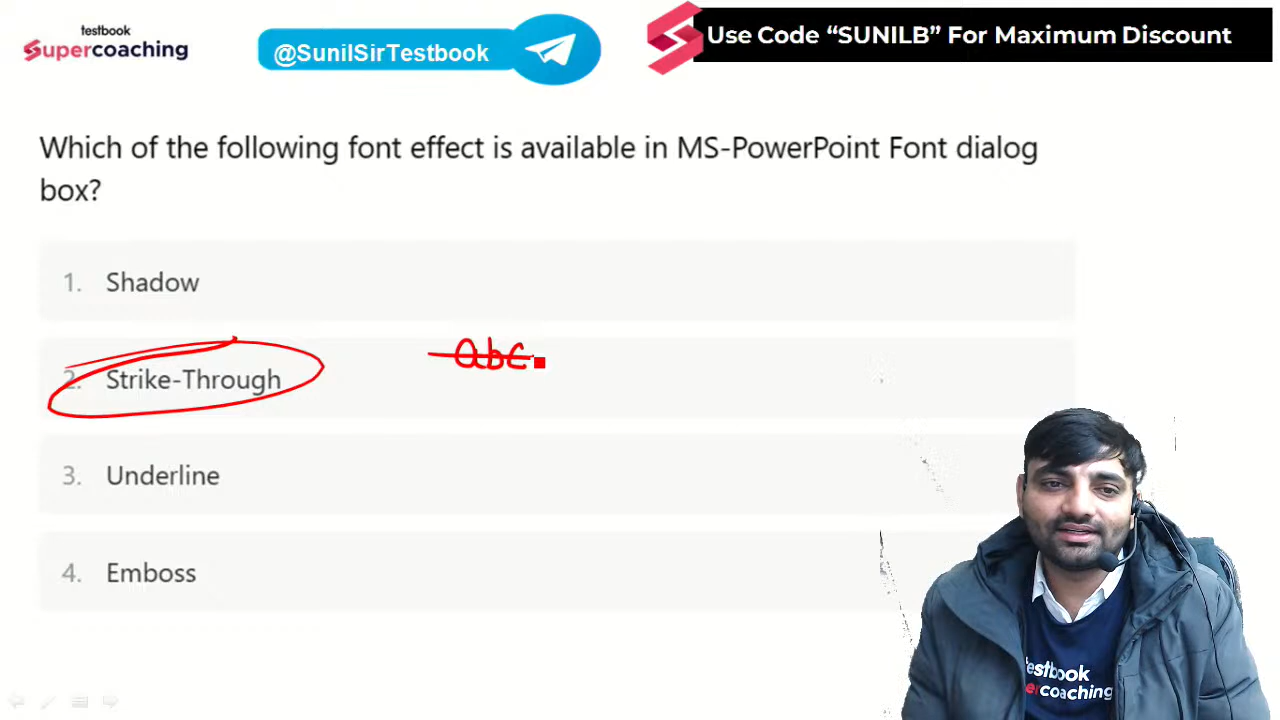 testbook
Supercoaching
@SunilSirTestbook
Use Code “SUNILB” For Maximum Discount
Which of the following font effect is available in MS-PowerPoint Font dialog
box?
1. Shadow
2. Strike-Through
abc
3. Underline
4. Emboss
testbook
ercoaching